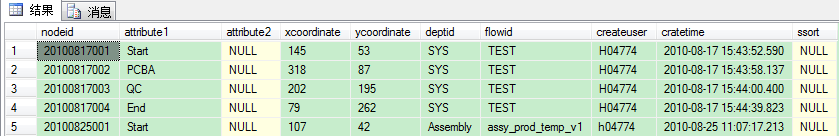 结果 消息
nodeid attribute1 attribute2 xcoordinate ycoordinate deptid flowid createuser cratetime ssort
1 20100817001 Start NULL 145 53 SYS TEST H04774 2010-08-17 15:43:52.590 NULL
2 20100817002 PCBA NULL 318 87 SYS TEST H04774 2010-08-17 15:43:58.137 NULL
3 20100817003 QC NULL 202 195 SYS TEST H04774 2010-08-17 15:44:00.400 NULL
4 20100817004 End NULL 79 262 SYS TEST H04774 2010-08-17 15:44:39.823 NULL
5 20100825001 Start NULL 107 42 Assembly assy_prod_temp_v1 h04774 2010-08-25 11:07:17.213 NULL